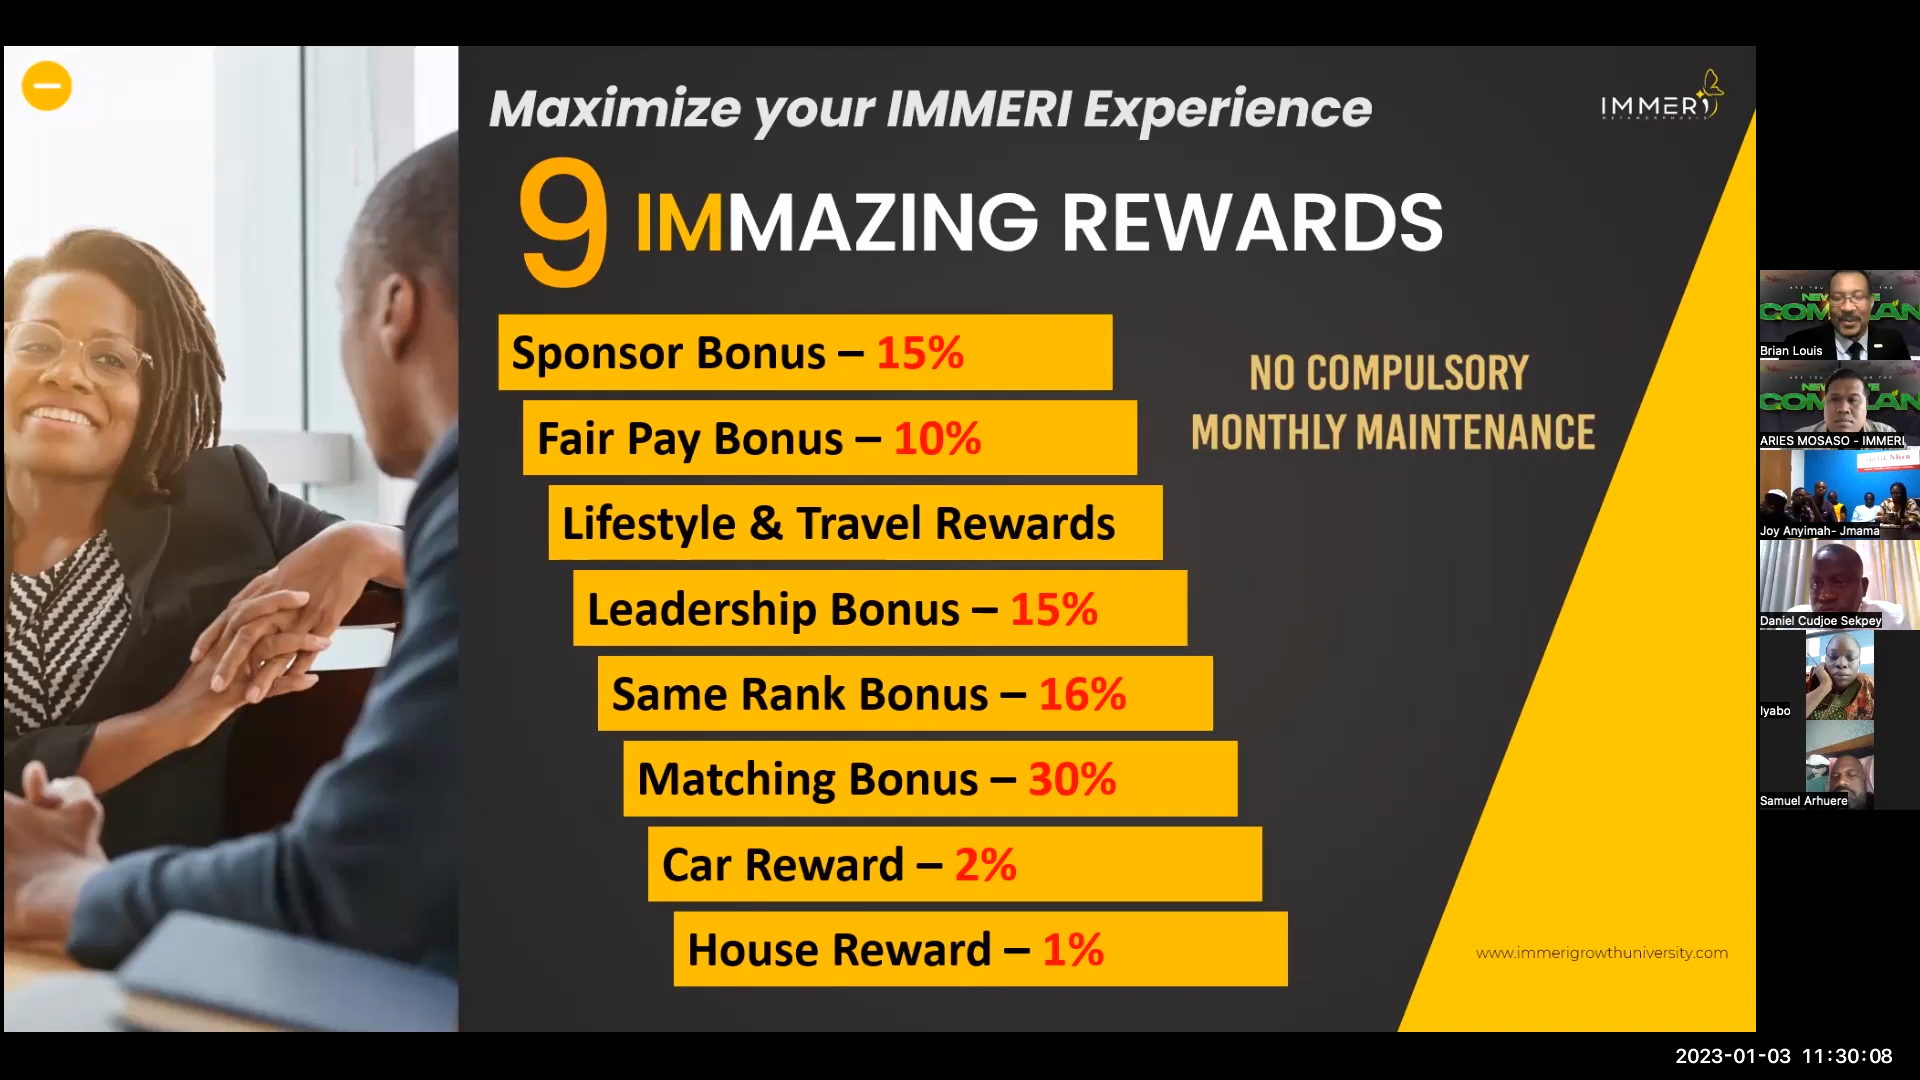 Maximize your IMMERI Experience
IMMERI
METAMORPHOSIS
9 IMMAZING REWARDS
Sponsor Bonus – 15%
Fair Pay Bonus – 10%
Lifestyle & Travel Rewards
Leadership Bonus – 15%
Same Rank Bonus – 16%
Matching Bonus – 30%
Car Reward – 2%
House Reward – 1%
NO COMPULSORY
MONTHLY MAINTENANCE
www.immerigrowthuniversity.com
Brian Louis
ARIES MOSASO - IMMERI
Joy Anyimah- Jmama
Daniel Cudjoe Sekpey
Iyabo
Samuel Arhuere
2023-01-03 11:30:08